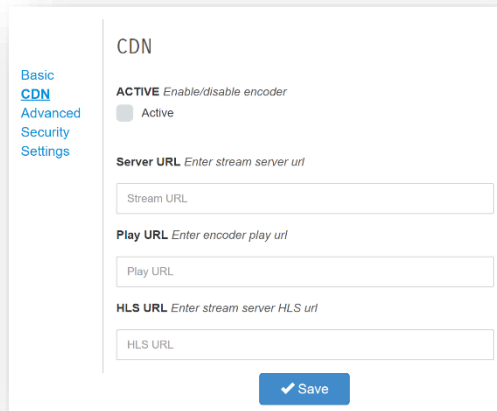 Basic
CDN
Advanced
Security
Settings
CDN
ACTIVE Enable/disable encoder
Active
Server URL Enter stream server url
Stream URL
Play URL Enter encoder play url
Play URL
HLS URL Enter stream server HLS url
HLS URL
Save